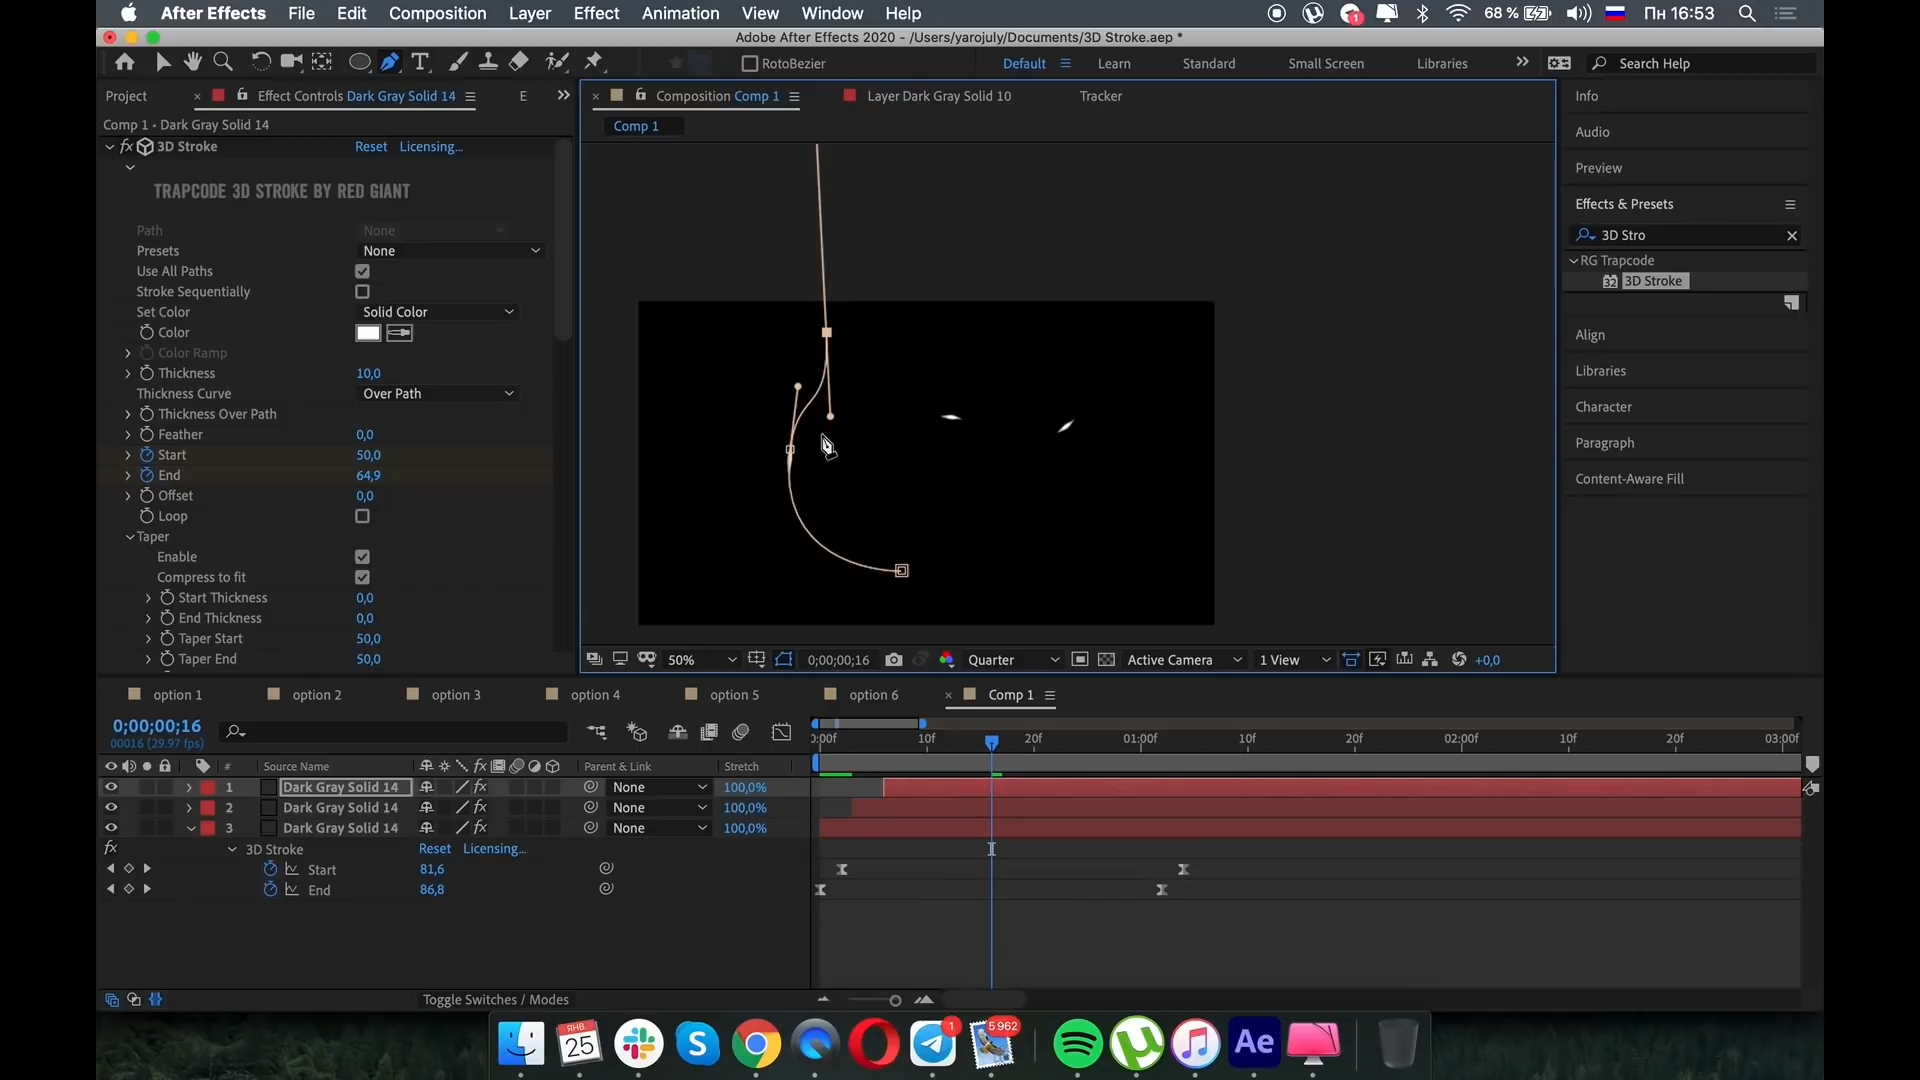 After Effects File Edit Composition Layer Effect Animation View Window Help
1 68 % Пн 16:53
Adobe After Effects 2020 - /Users/yarojuly/Documents/3D Stroke.aep *
RotoBezier Default Learn Standard Small Screen Libraries Search Help
Project Effect Controls Dark Gray Solid 14 E
Composition Comp 1 Layer Dark Gray Solid 10 Tracker
Comp 1 • Dark Gray Solid 14
Comp 1
fx 3D Stroke Reset Licensing...
TRAPCODE 3D STROKE BY RED GIANT
Path None
Presets None
Use All Paths
Stroke Sequentially
Set Color Solid Color
Color
Color Ramp
Thickness 10,0
Thickness Curve Over Path
Thickness Over Path
Feather 0,0
Start 50,0
End 64,9
Offset 0,0
Loop
Taper
Enable
Compress to fit
Start Thickness 0,0
End Thickness 0,0
Taper Start 50,0
Taper End 50,0
Info
Audio
Preview
Effects & Presets
3D Stro
RG Trapcode
32 3D Stroke
Align
Libraries
Character
Paragraph
Content-Aware Fill
50% 0;00;00;16 Quarter Active Camera 1 View +0,0
option 1 option 2 option 3 option 4 option 5 option 6 Comp 1
0;00;00;16
00016 (29.97 fps)
0:00f 10f 20f 01:00f 10f 20f 02:00f 10f 20f 03:00f
# Source Name fx Parent & Link Stretch
1 Dark Gray Solid 14 fx None 100,0%
2 Dark Gray Solid 14 fx None 100,0%
3 Dark Gray Solid 14 fx None 100,0%
fx 3D Stroke Reset Licensing...
Start 81,6
End 86,8
Toggle Switches / Modes
ЯНВ.
25
1
5 962
Ae